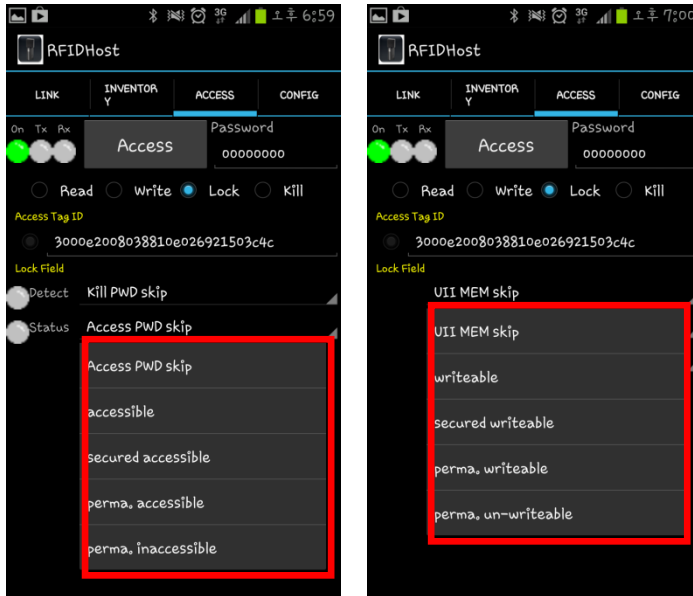 3G 오후 6:59
RFIDHost
LINK INVENTOR
Y ACCESS CONFIG
On Tx Rx Access Password
00000000
Read Write Lock Kill
Access Tag ID
3000e2008038810e026921503c4c
Lock Field
Detect Kill PWD skip
Status Access PWD skip
Access PWD skip
accessible
secured accessible
perma. accessible
perma. inaccessible
3G 오후 7:00
RFIDHost
LINK INVENTOR
Y ACCESS CONFIG
On Tx Rx Access Password
00000000
Read Write Lock Kill
Access Tag ID
3000e2008038810e026921503c4c
Lock Field
UII MEM skip
UII MEM skip
writeable
secured writeable
perma. writeable
perma. un-writeable